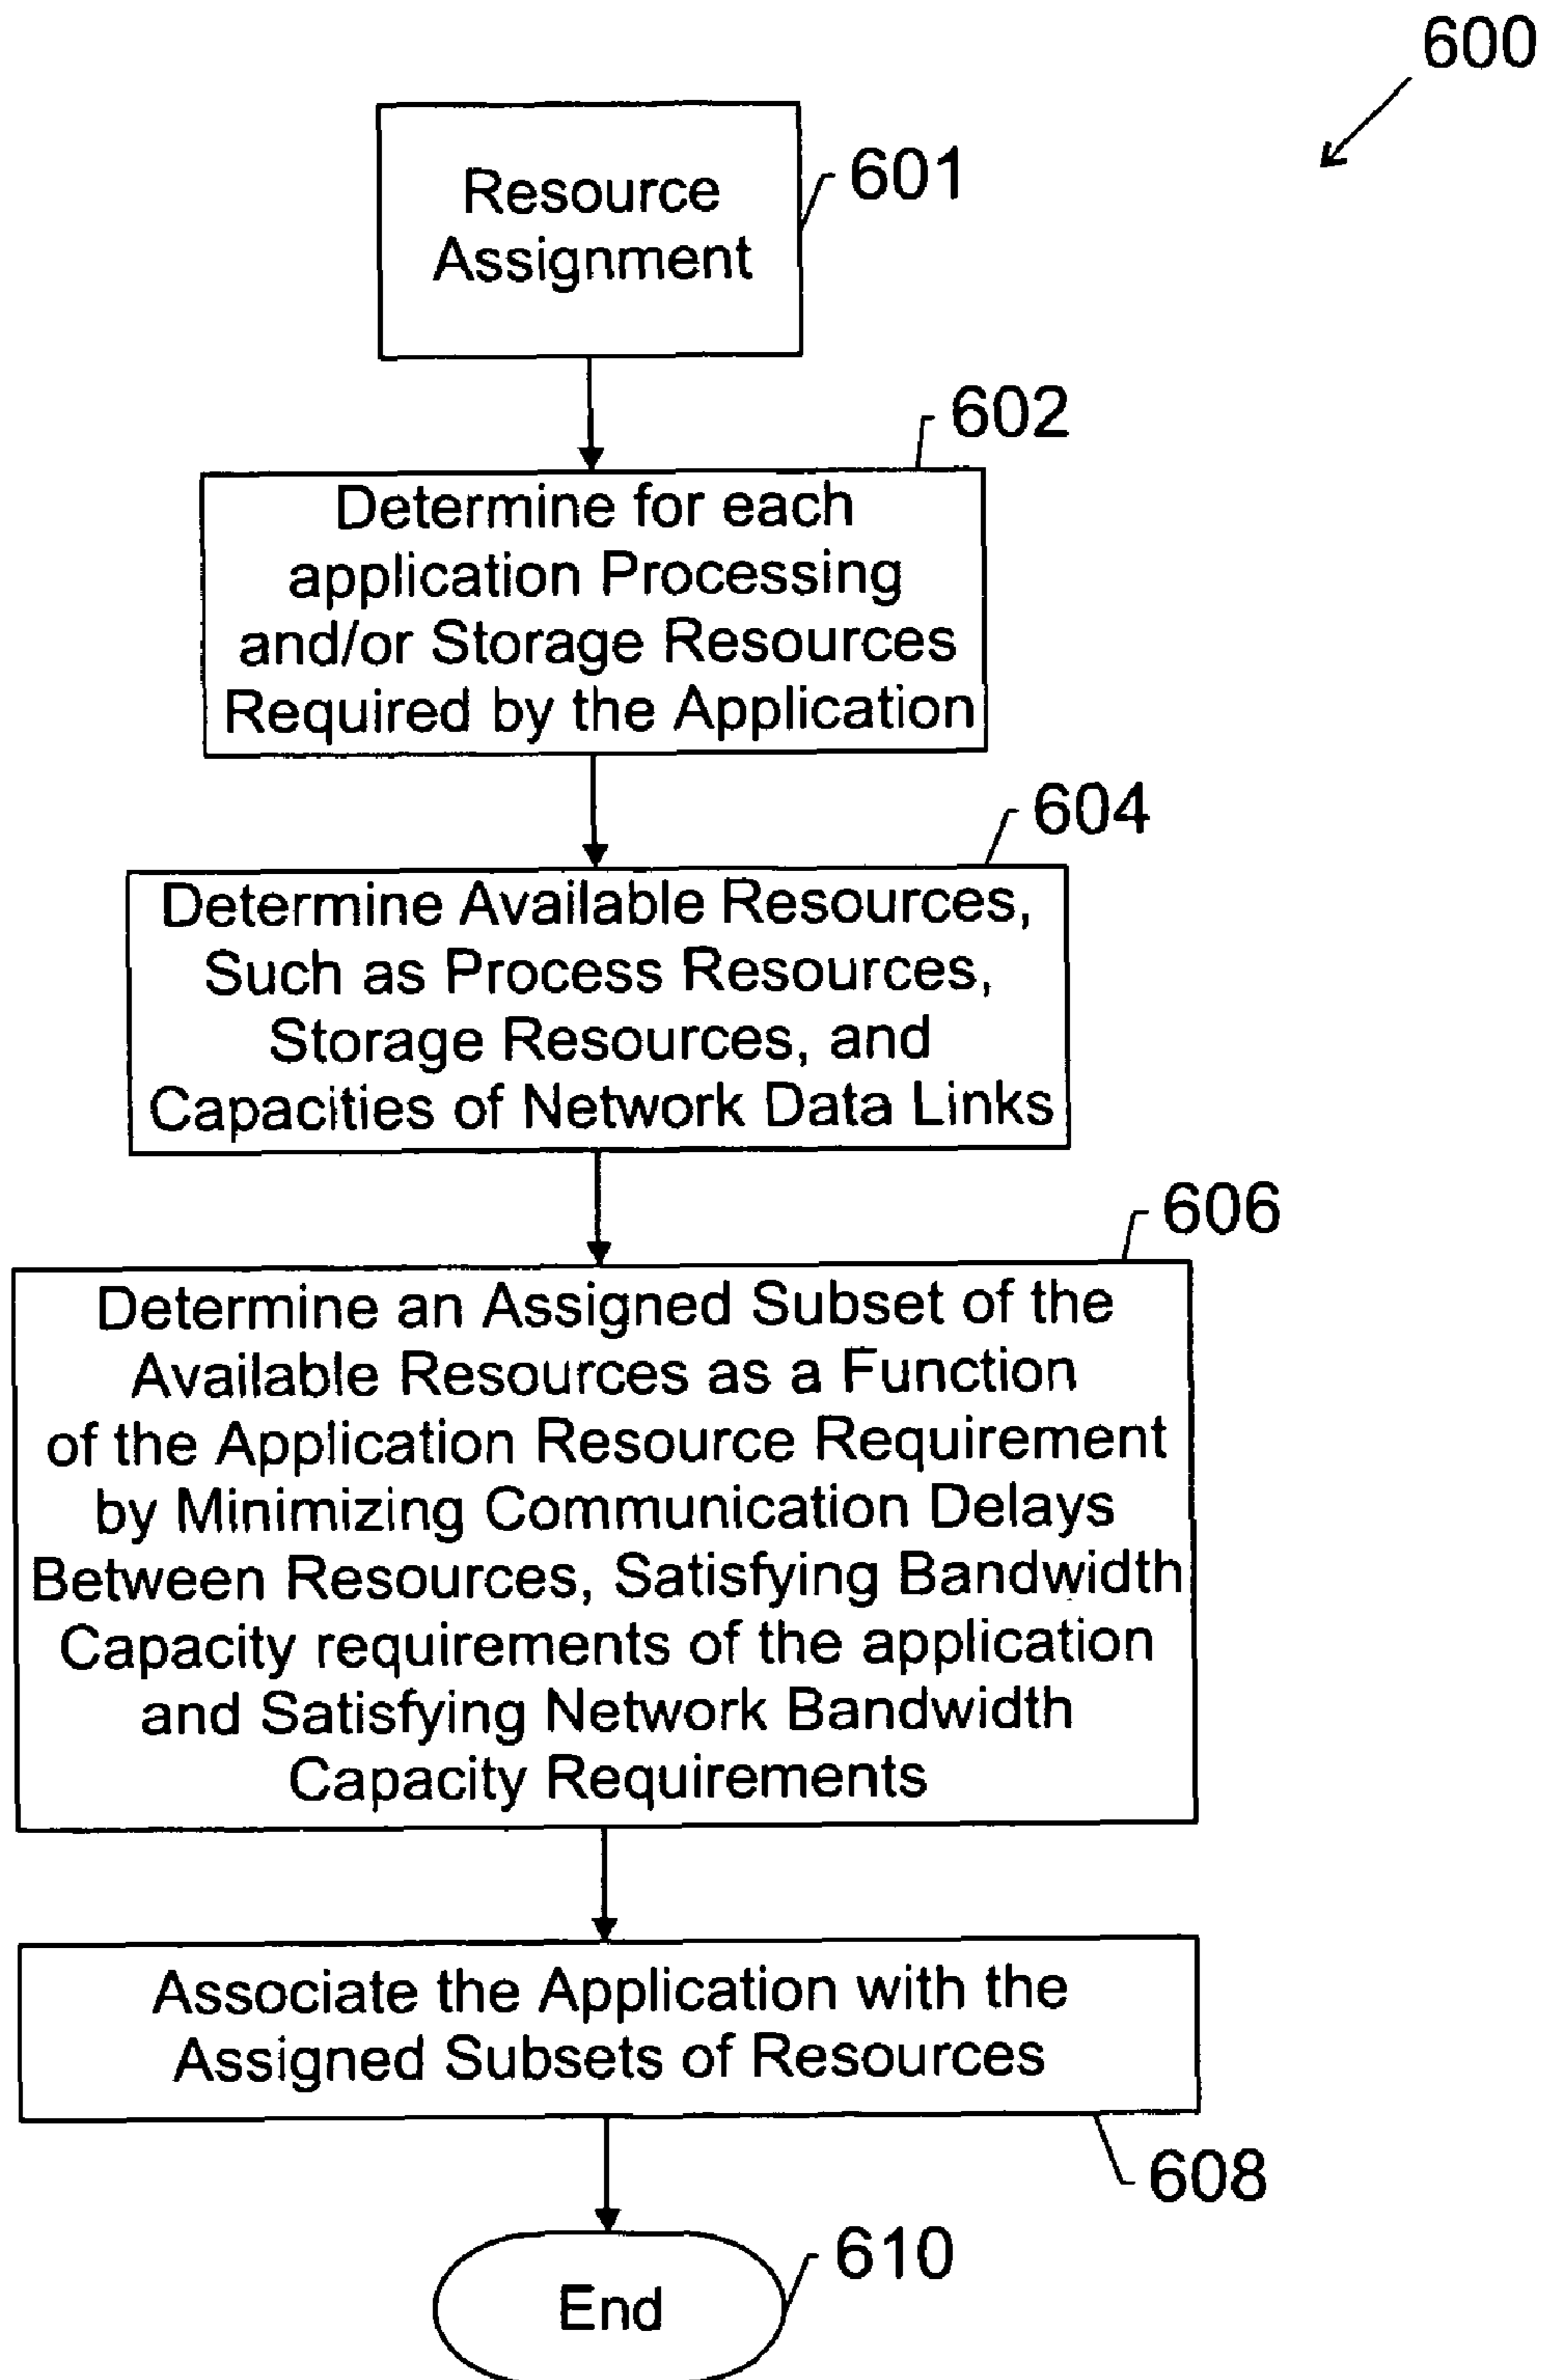 600
Resource
Assignment
601
602
Determine for each
application Processing
and/or Storage Resources
Required by the Application
604
Determine Available Resources,
Such as Process Resources,
Storage Resources, and
Capacities of Network Data Links
606
Determine an Assigned Subset of the
Available Resources as a Function
of the Application Resource Requirement
by Minimizing Communication Delays
Between Resources, Satisfying Bandwidth
Capacity requirements of the application
and Satisfying Network Bandwidth
Capacity Requirements
Associate the Application with the
Assigned Subsets of Resources
608
610
End